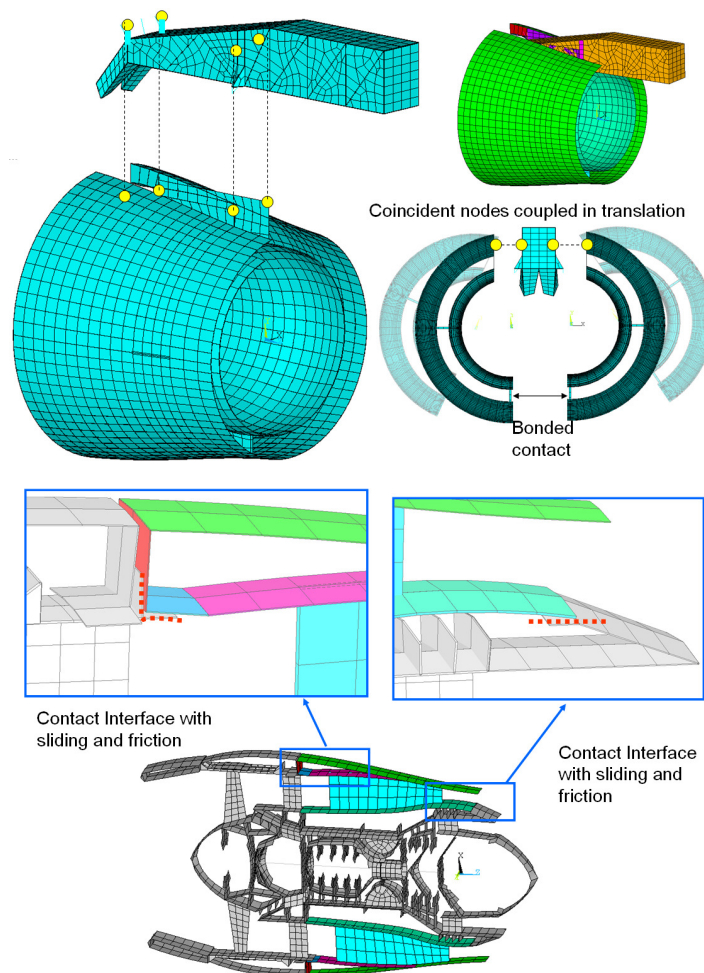 Coincident nodes coupled in translation
Bonded
contact
Contact Interface with
sliding and friction
Contact Interface
with sliding and
friction